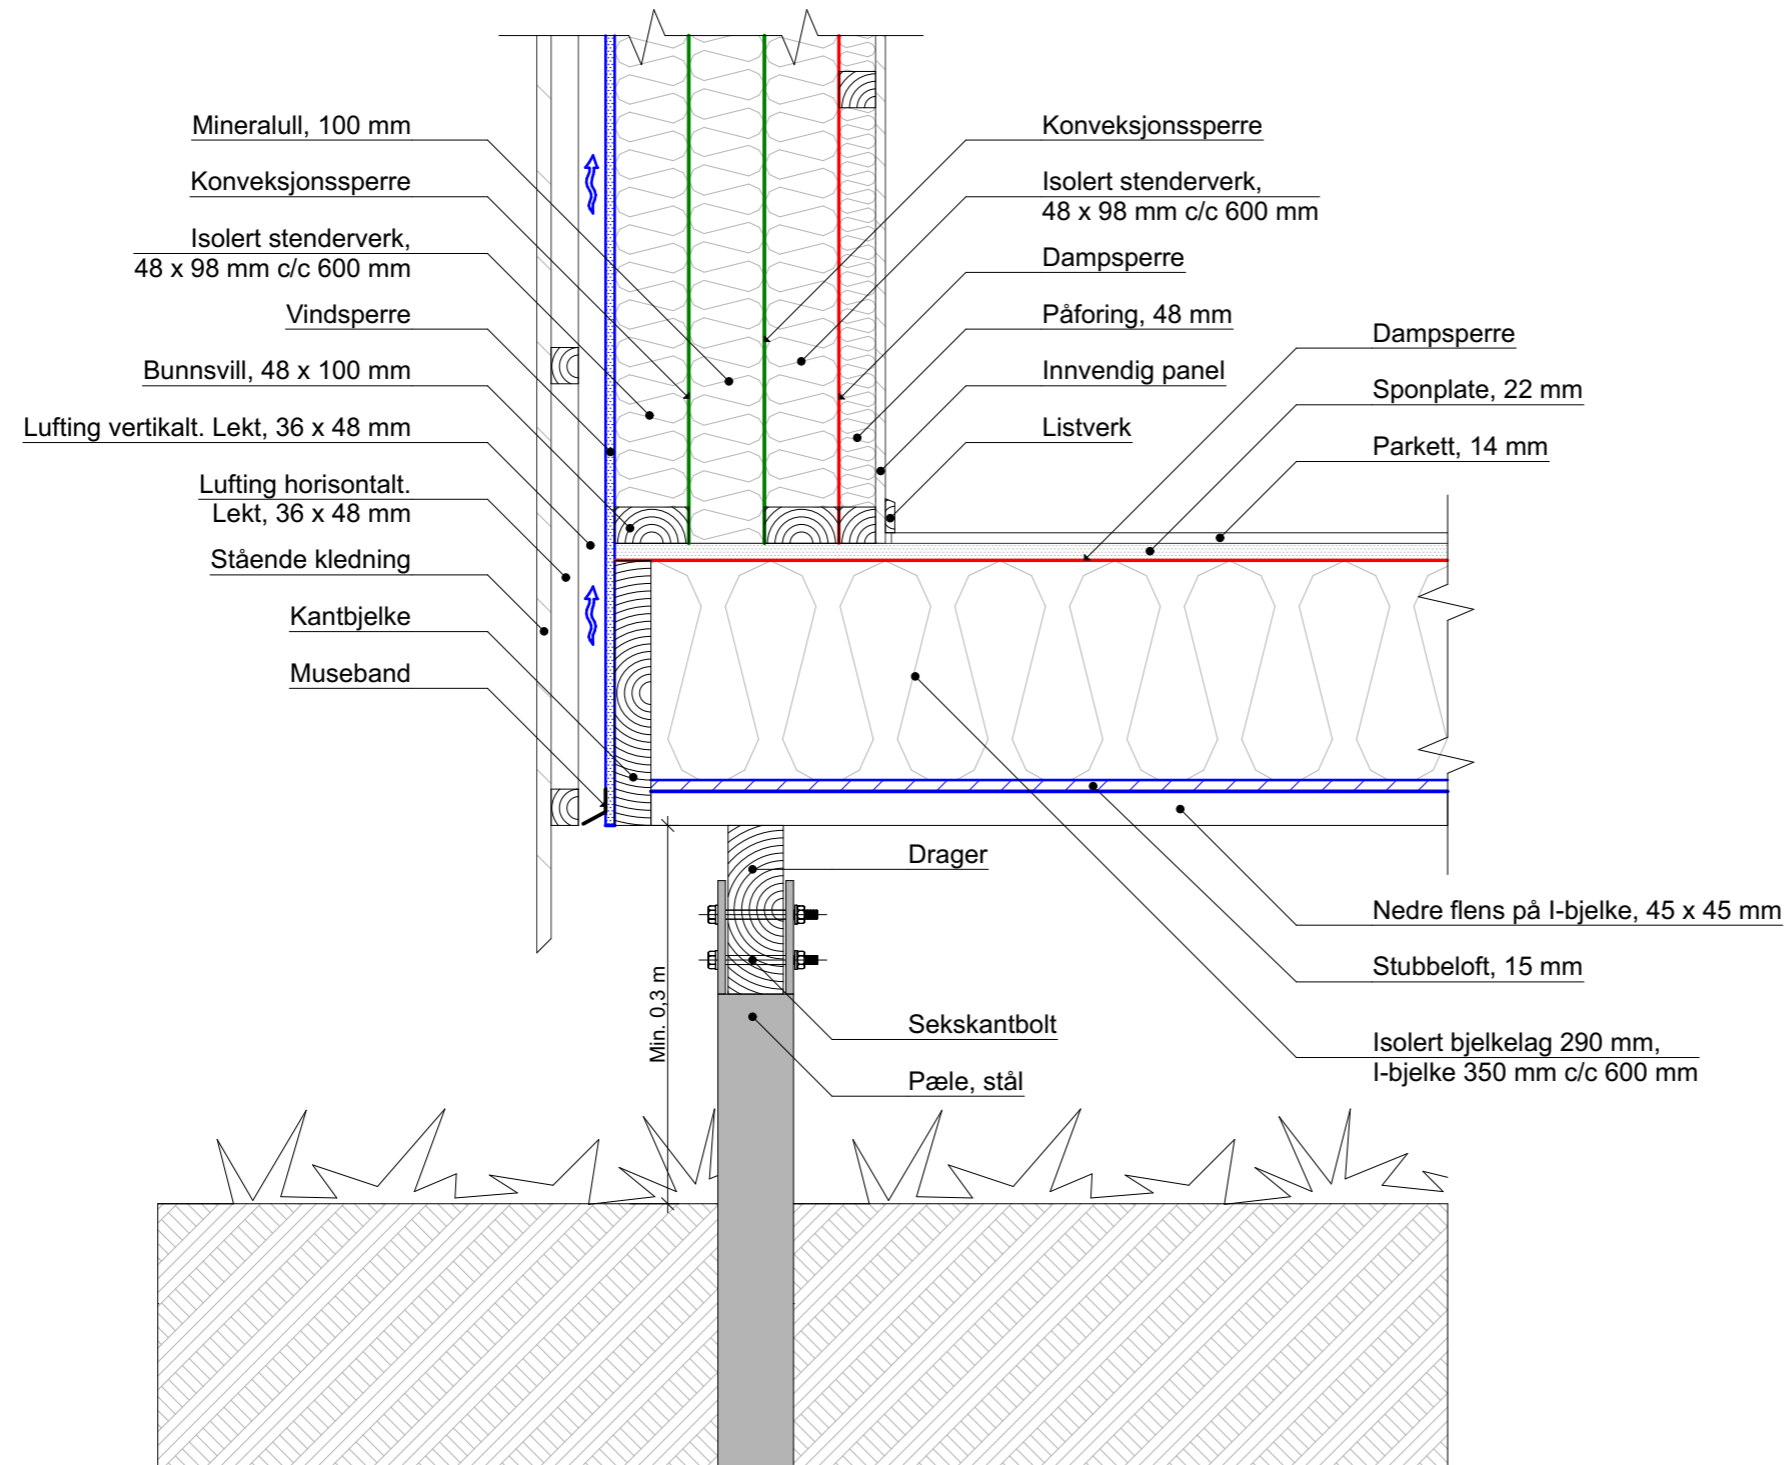 Mineralull, 100 mm
Konveksjonssperre
Isolert stenderverk,
48 x 98 mm c/c 600 mm
Vindsperre
Bunnsvill, 48 x 100 mm
Lufting vertikalt. Lekt, 36 x 48 mm
Lufting horisontalt.
Lekt, 36 x 48 mm
Stående kledning
Kantbjelke
Museband
Konveksjonssperre
Isolert stenderverk,
48 x 98 mm c/c 600 mm
Dampsperre
Påforing, 48 mm
Innvendig panel
Listverk
Dampsperre
Sponplate, 22 mm
Parkett, 14 mm
Drager
Sekskantbolt
Pæle, stål
Min. 0,3 m
Nedre flens på I-bjelke, 45 x 45 mm
Stubbeloft, 15 mm
Isolert bjelkelag 290 mm,
I-bjelke 350 mm c/c 600 mm